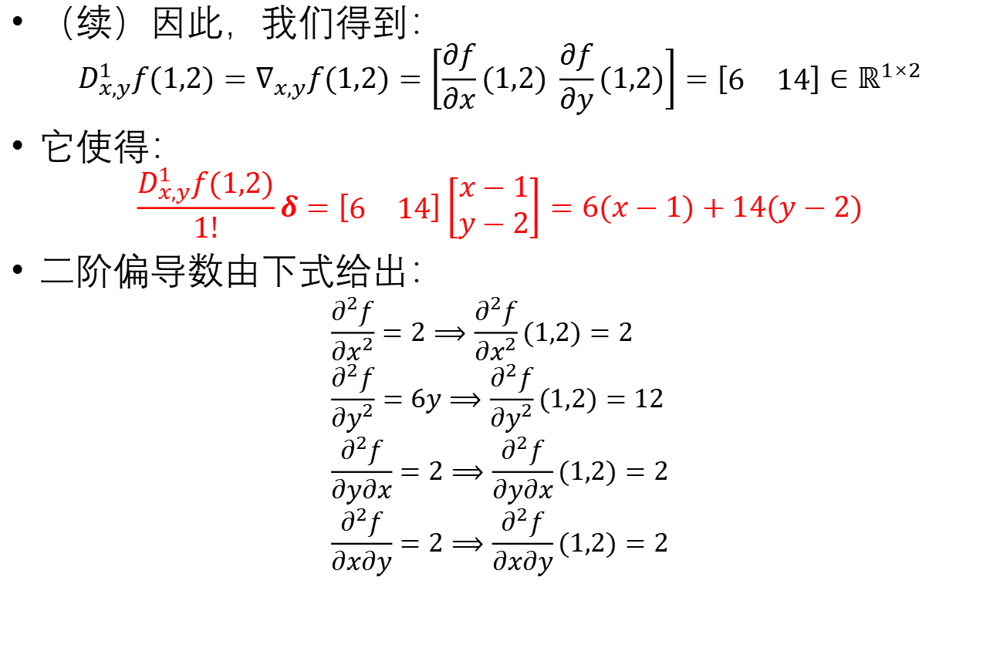 • （续）因此，我们得到：
$D^1_{x,y}f(1,2) = \nabla_{x,y}f(1,2) = \left[\frac{\partial f}{\partial x}(1,2) \ \frac{\partial f}{\partial y}(1,2)\right] = [6 \quad 14] \in \mathbb{R}^{1 \times 2}$
• 它使得：
$\frac{D^1_{x,y}f(1,2)}{1!}\boldsymbol{\delta} = [6 \quad 14]\begin{bmatrix} x-1 \\ y-2 \end{bmatrix} = 6(x-1) + 14(y-2)$
• 二阶偏导数由下式给出：
$\frac{\partial^2 f}{\partial x^2} = 2 \Longrightarrow \frac{\partial^2 f}{\partial x^2}(1,2) = 2$
$\frac{\partial^2 f}{\partial y^2} = 6y \Longrightarrow \frac{\partial^2 f}{\partial y^2}(1,2) = 12$
$\frac{\partial^2 f}{\partial y \partial x} = 2 \Longrightarrow \frac{\partial^2 f}{\partial y \partial x}(1,2) = 2$
$\frac{\partial^2 f}{\partial x \partial y} = 2 \Longrightarrow \frac{\partial^2 f}{\partial x \partial y}(1,2) = 2$